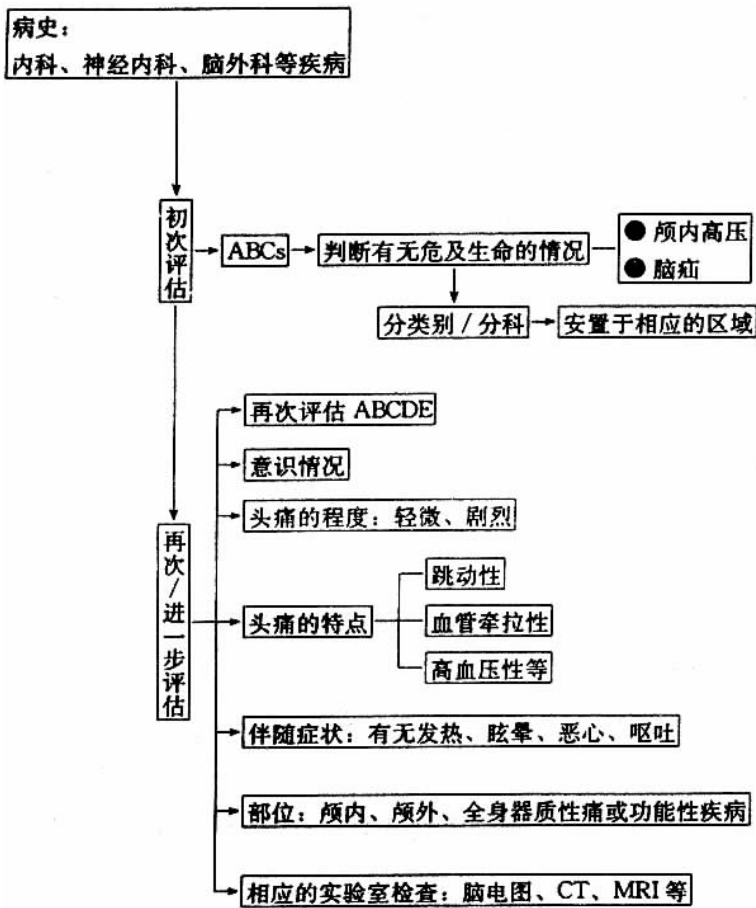 病史：
内科、神经内科、脑外科等疾病
初次评估
ABCs
判断有无危及生命的情况
● 颅内高压
● 脑疝
分类别 / 分科
安置于相应的区域
再次/进一步评估
再次评估 ABCDE
意识情况
头痛的程度：轻微、剧烈
头痛的特点
跳动性
血管牵拉性
高血压性等
伴随症状：有无发热、眩晕、恶心、呕吐
部位：颅内、颅外、全身器质性痛或功能性疾病
相应的实验室检查：脑电图、CT、MRI 等